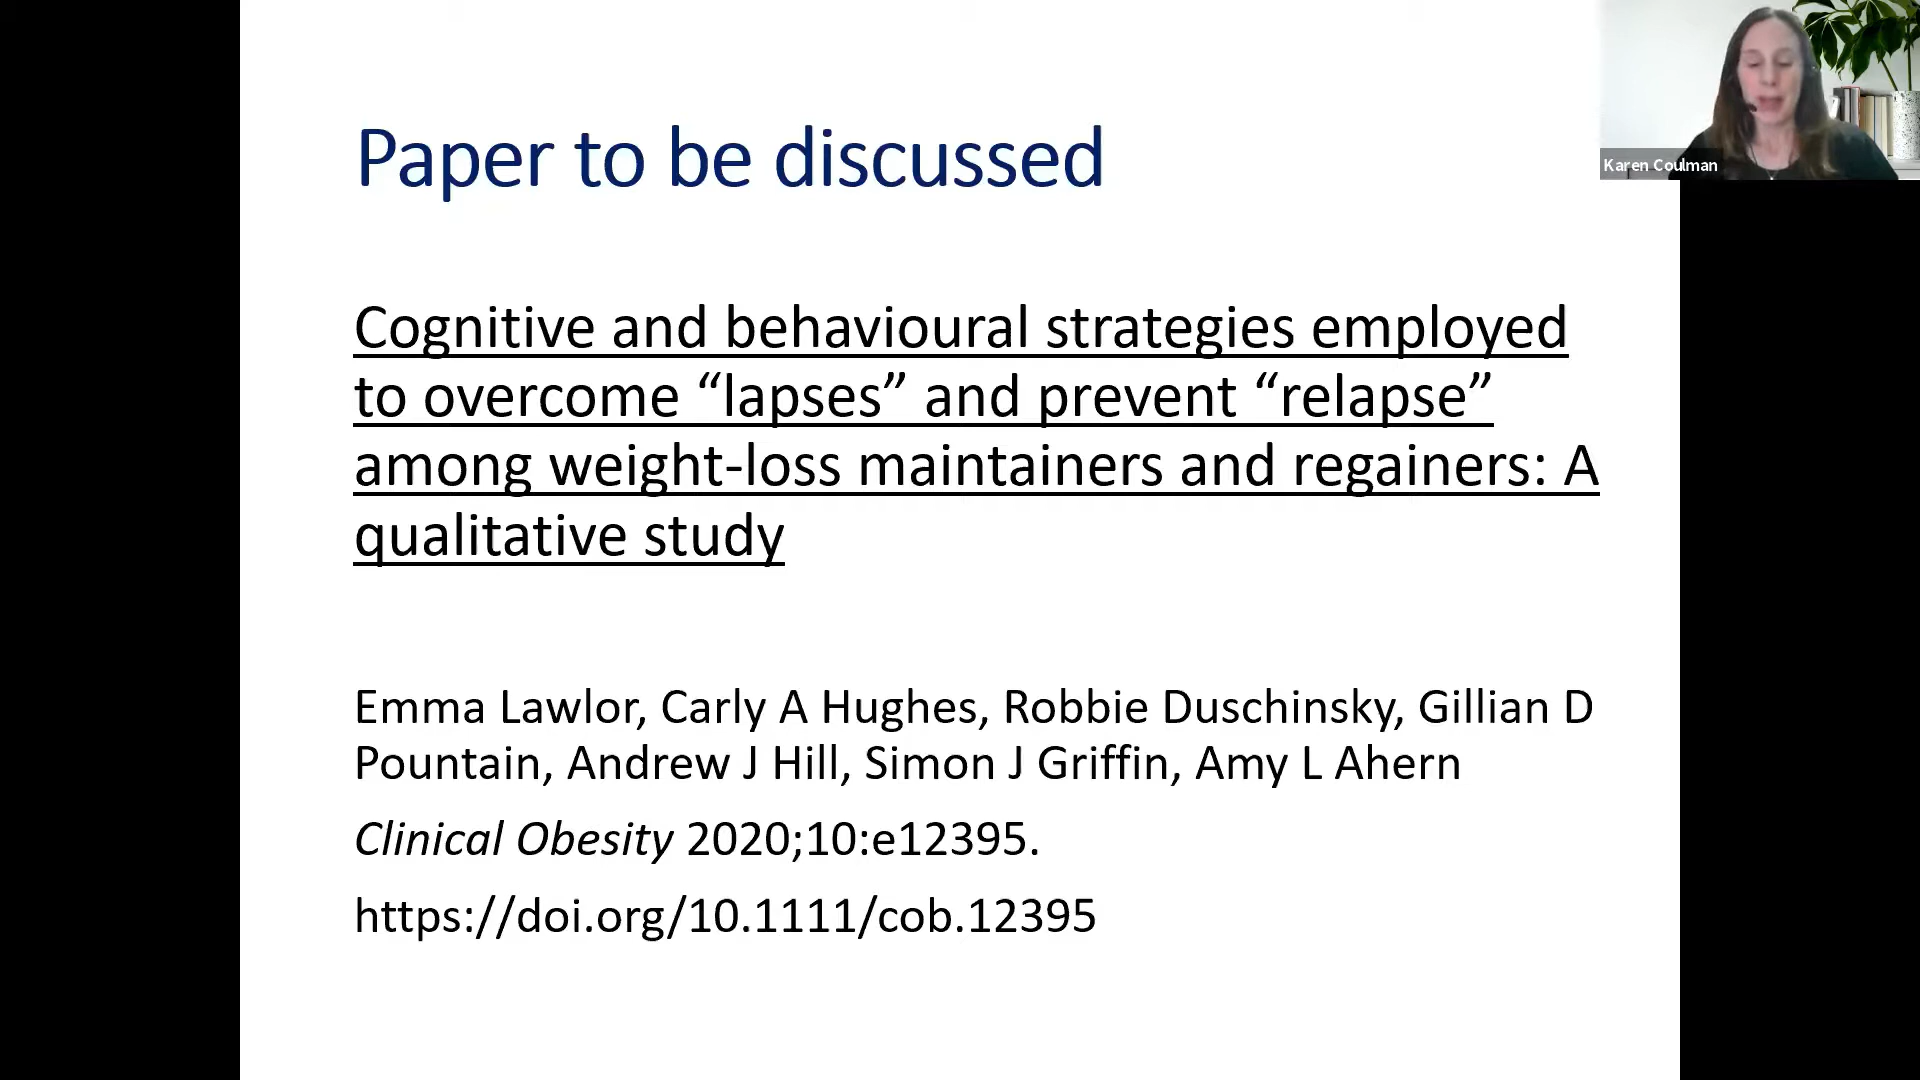 Paper to be discussed
Karen Coulman
Cognitive and behavioural strategies employed
to overcome “lapses” and prevent “relapse”
among weight-loss maintainers and regainers: A
qualitative study
Emma Lawlor, Carly A Hughes, Robbie Duschinsky, Gillian D
Pountain, Andrew J Hill, Simon J Griffin, Amy L Ahern
Clinical Obesity 2020;10:e12395.
https://doi.org/10.1111/cob.12395